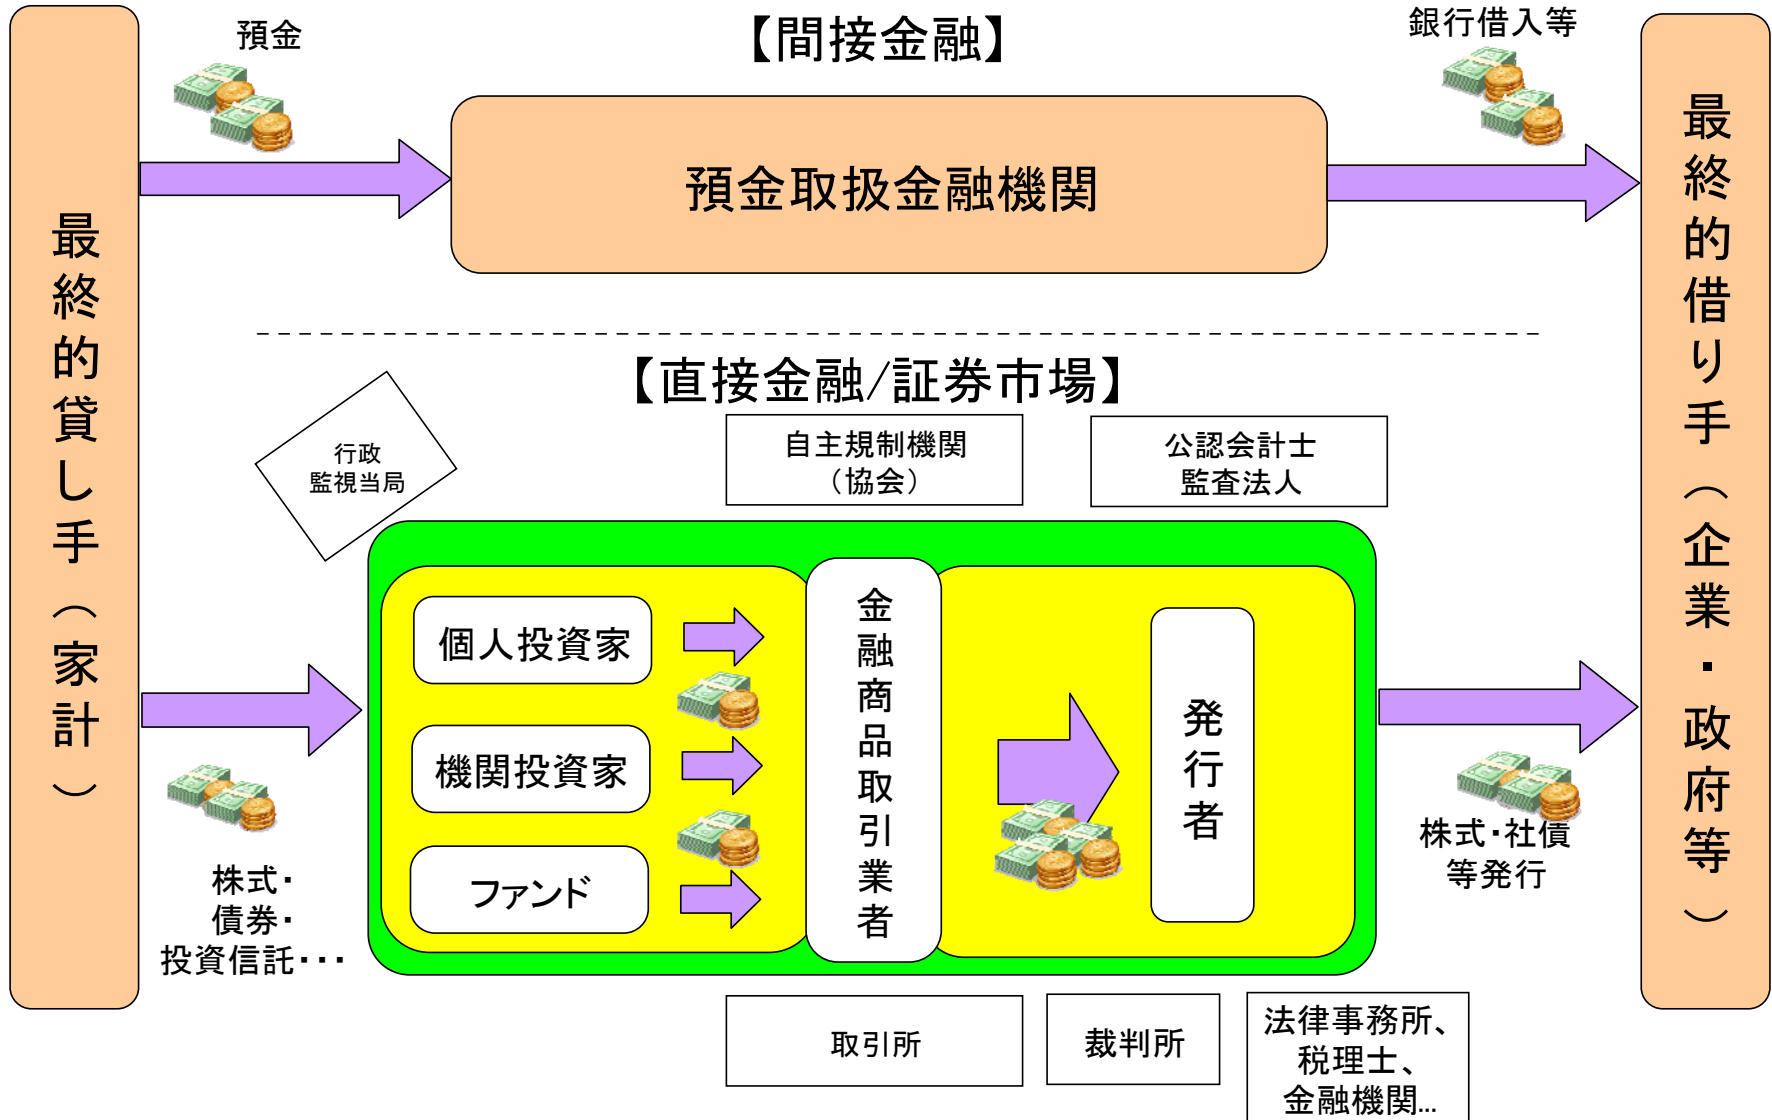 預金
【間接金融】
銀行借入等
預金取扱金融機関
最終的貸し手（家計）
最終的借り手（企業・政府等）
【直接金融/証券市場】
行政
監視当局
自主規制機関
（協会）
公認会計士
監査法人
個人投資家
機関投資家
ファンド
金融商品取引業者
発行者
株式・
債券・
投資信託・・・
株式・社債
等発行
取引所
裁判所
法律事務所、
税理士、
金融機関…